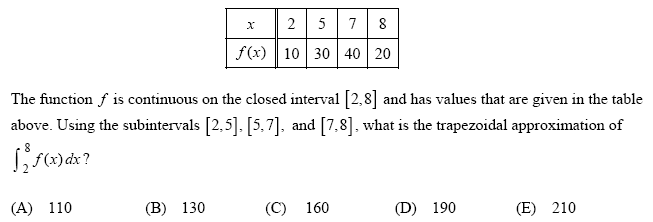 x 2 5 7 8
f(x) 10 30 40 20
The function f is continuous on the closed interval [2,8] and has values that are given in the table
above. Using the subintervals [2,5], [5,7], and [7,8], what is the trapezoidal approximation of
∫₂⁸ f(x) dx?
(A) 110 (B) 130 (C) 160 (D) 190 (E) 210